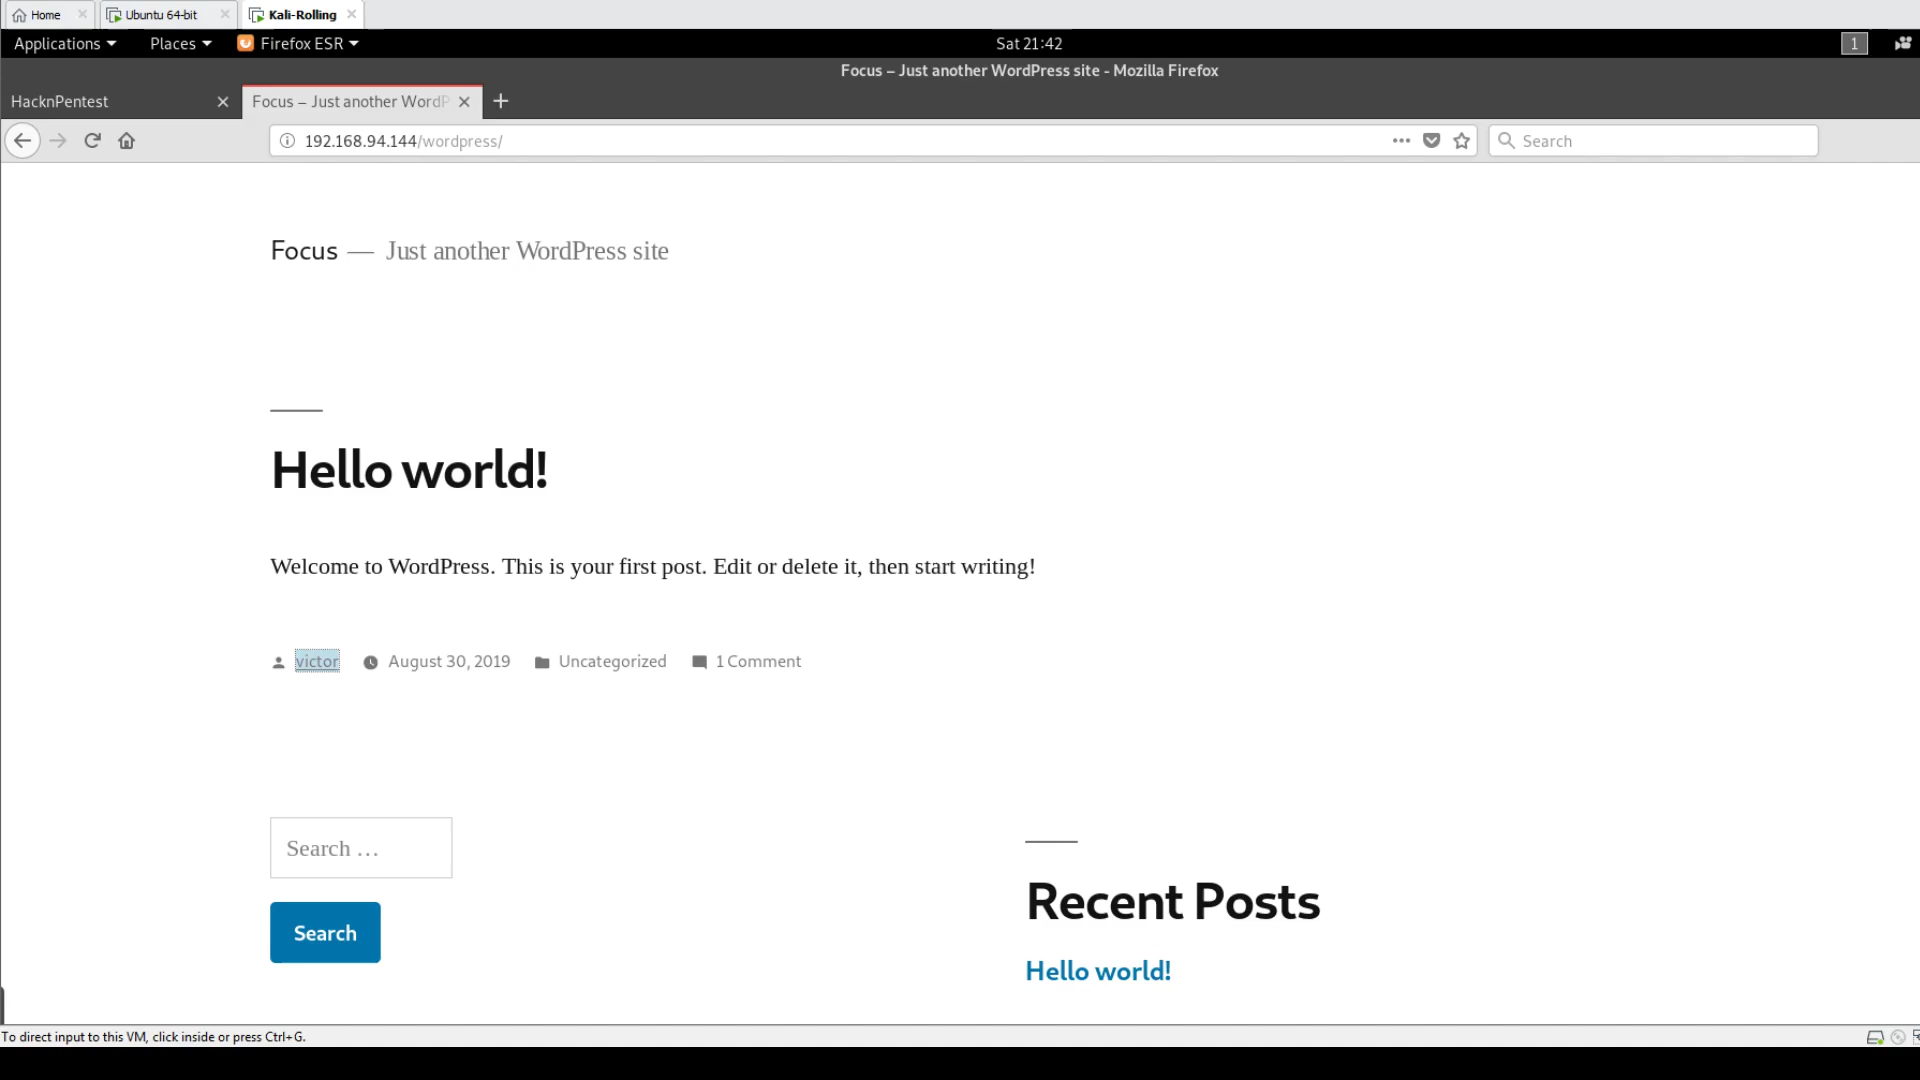 Home
Ubuntu 64-bit
Kali-Rolling
Applications
Places
Firefox ESR
Sat 21:42
1
Focus – Just another WordPress site - Mozilla Firefox
HacknPentest
Focus – Just another WordP
192.168.94.144/wordpress/
Search
Focus — Just another WordPress site
Hello world!
Welcome to WordPress. This is your first post. Edit or delete it, then start writing!
victor August 30, 2019 Uncategorized 1 Comment
Search …
Search
Recent Posts
Hello world!
To direct input to this VM, click inside or press Ctrl+G.